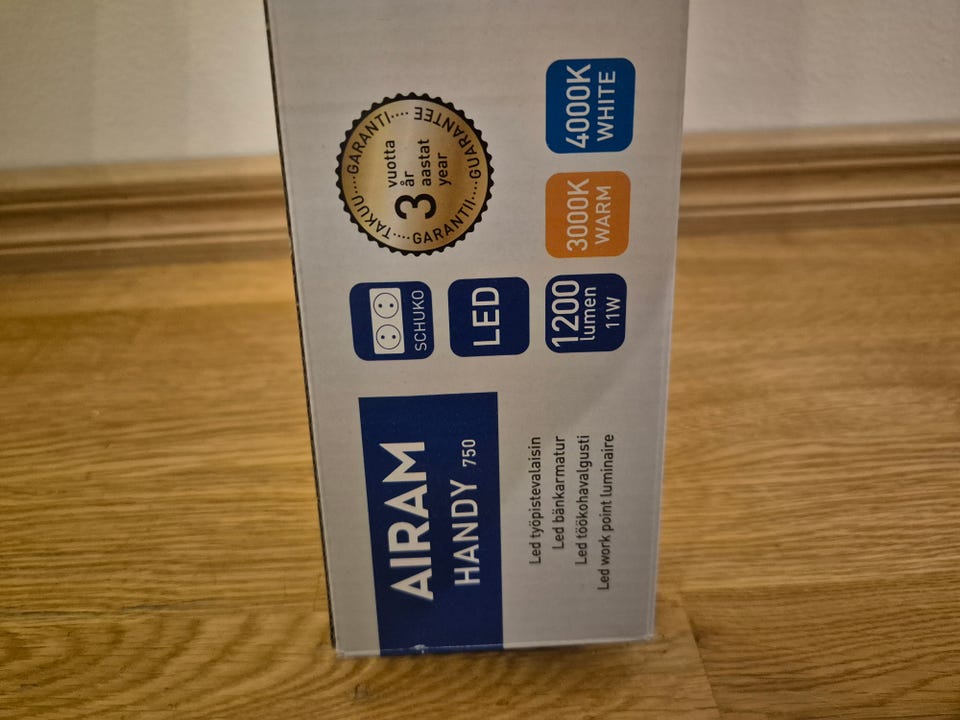 AIRAM
HANDY 750
Led työpistevalaisin
Led bänkarmatur
Led töökohavalgusti
Led work point luminaire
SCHUKO
LED
1200
lumen
11W
TAKUU····GARANTI····GUARANTEE····GARANTII····
3
vuotta
år
aastat
year
3000K
WARM
4000K
WHITE